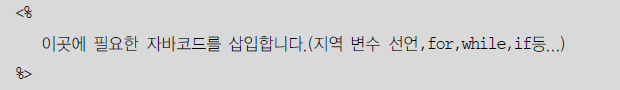 <%
이곳에 필요한 자바코드를 삽입합니다.(지역 변수 선언,for,while,if등...)
%>